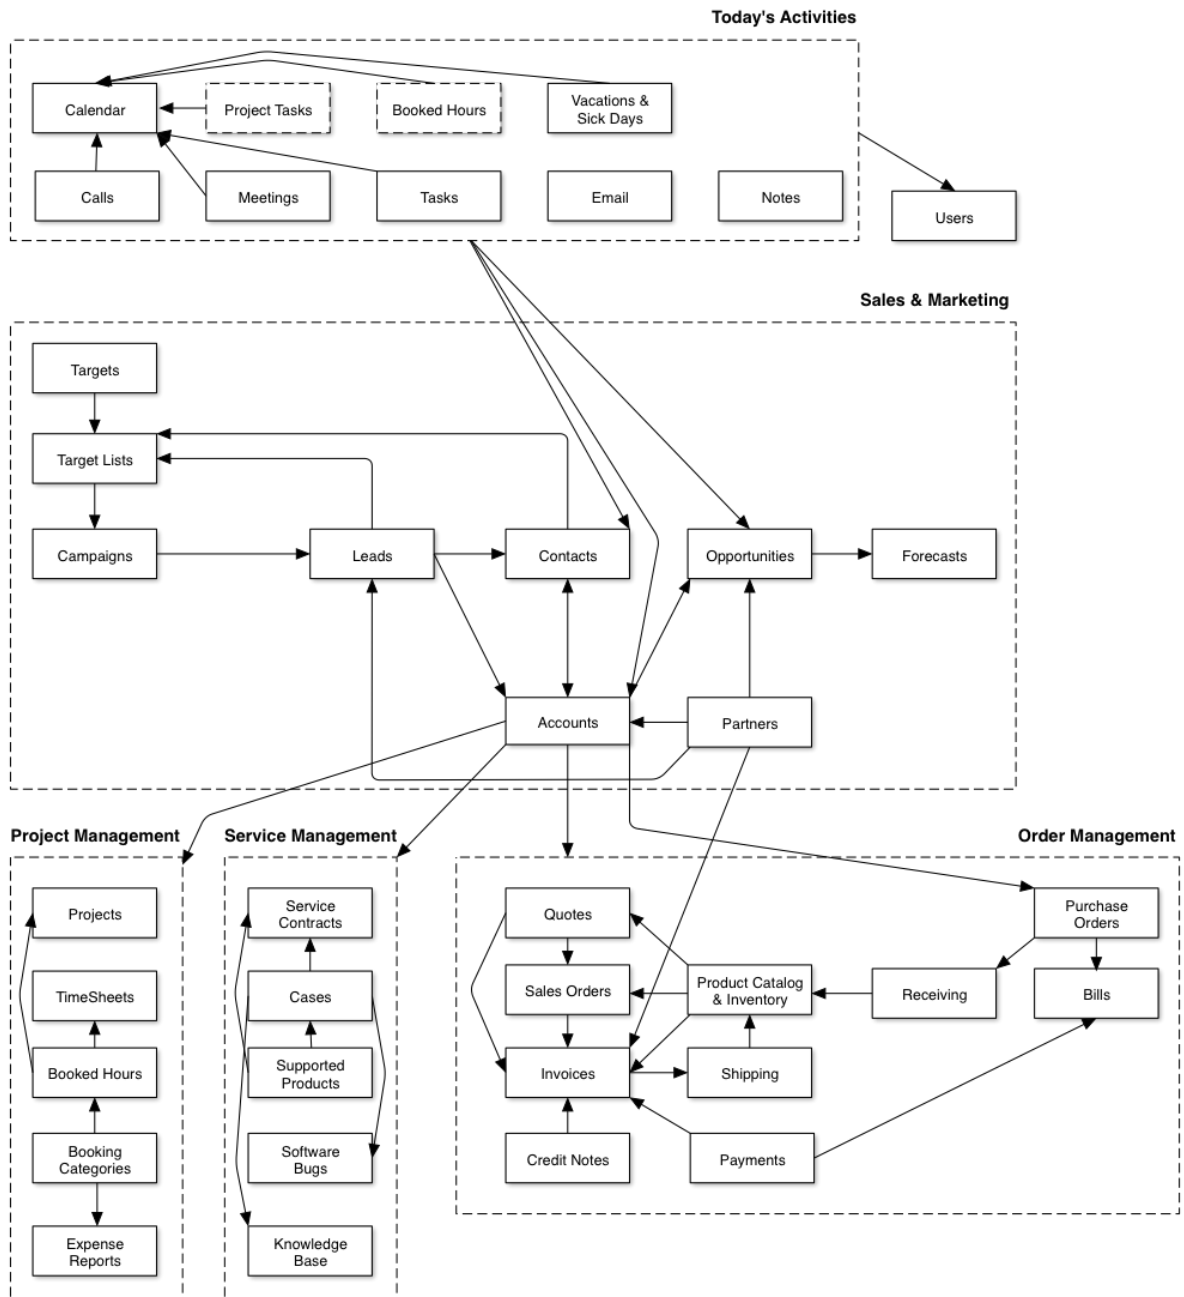 Today's Activities
Calendar
Project Tasks
Booked Hours
Vacations &
Sick Days
Calls
Meetings
Tasks
Email
Notes
Users
Sales & Marketing
Targets
Target Lists
Campaigns
Leads
Contacts
Opportunities
Forecasts
Accounts
Partners
Project Management
Projects
TimeSheets
Booked Hours
Booking
Categories
Expense
Reports
Service Management
Service
Contracts
Cases
Supported
Products
Software
Bugs
Knowledge
Base
Order Management
Quotes
Purchase
Orders
Sales Orders
Product Catalog
& Inventory
Receiving
Bills
Invoices
Shipping
Credit Notes
Payments